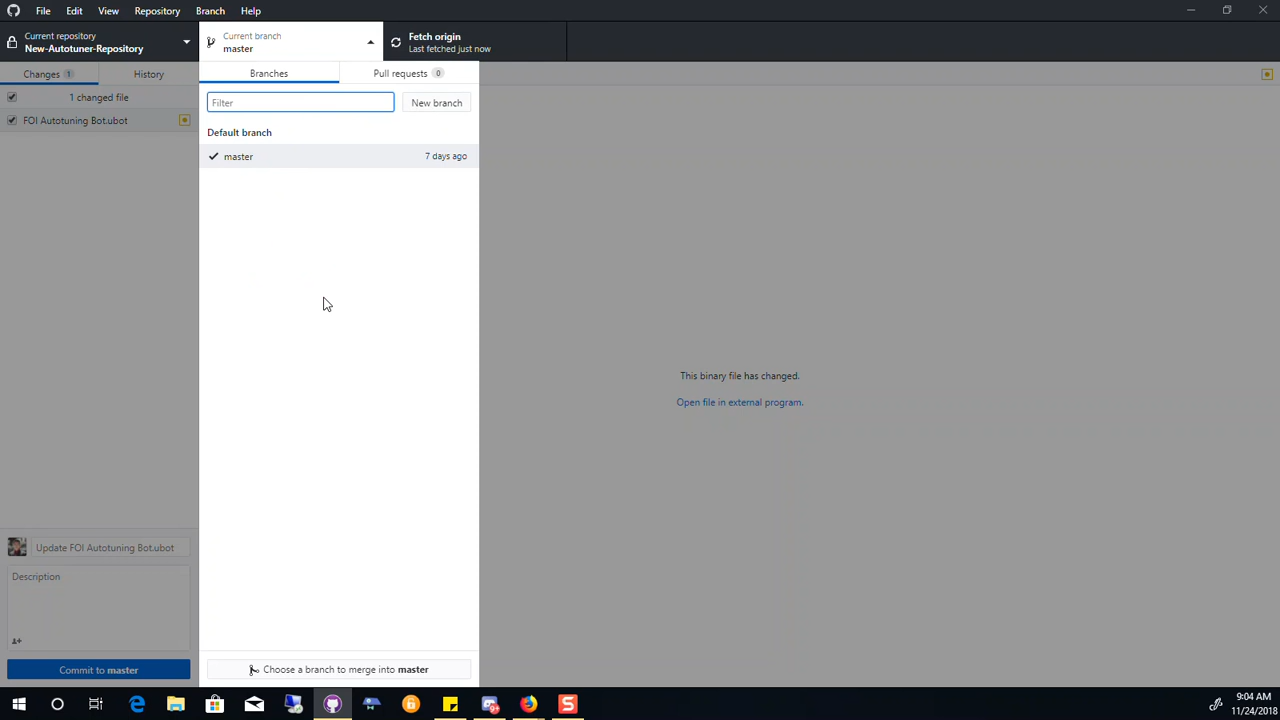 File Edit View Repository Branch Help
Current repository
New-Autotuner-Repository
Current branch
master
Fetch origin
Last fetched just now
Changes 1 History
Branches Pull requests 0
1 changed file
Filter New branch
FOI Autotuning Bot.ubot
Default branch
master 7 days ago
This binary file has changed.
Open file in external program.
Update FOI Autotuning Bot.ubot
Description
Commit to master
Choose a branch to merge into master
9:04 AM
11/24/2018